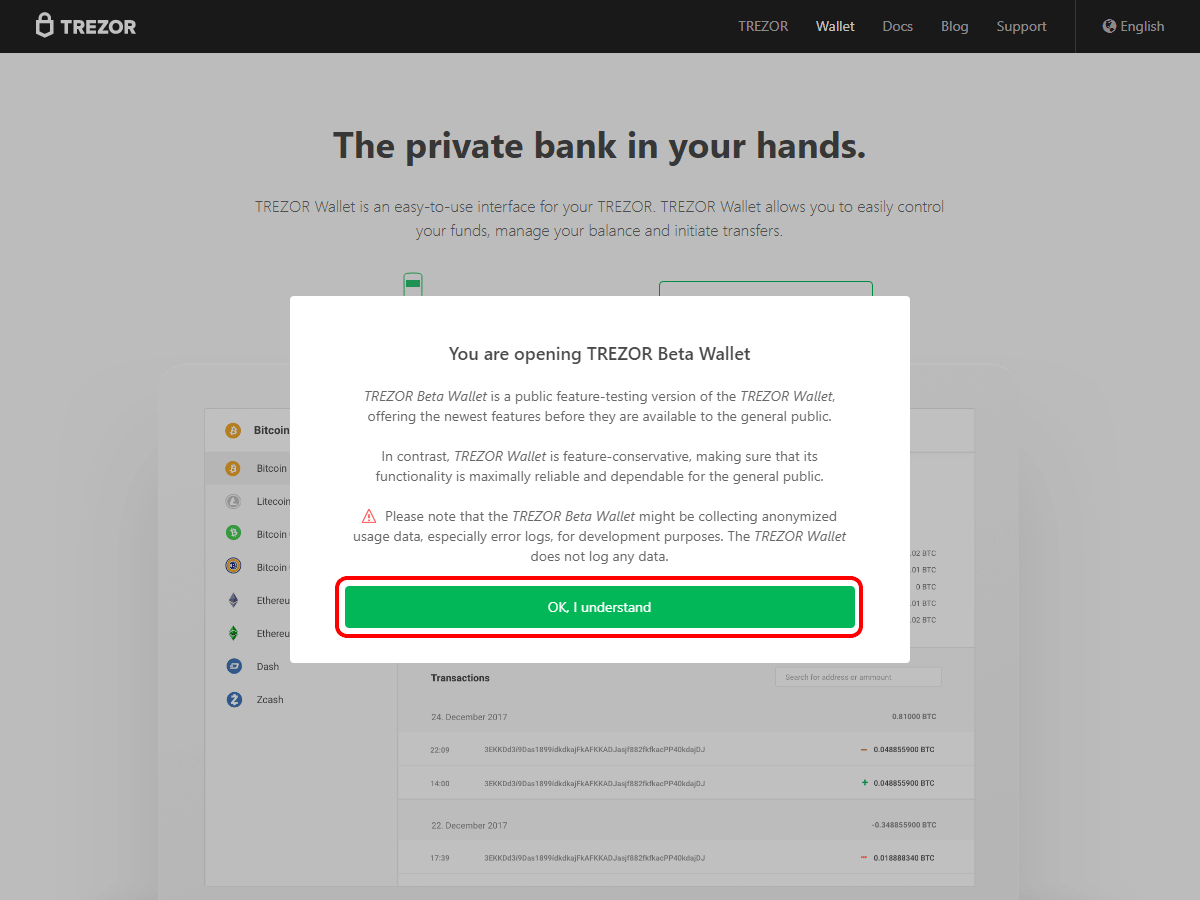 TREZOR
TREZOR Wallet Docs Blog Support English
The private bank in your hands.
TREZOR Wallet is an easy-to-use interface for your TREZOR. TREZOR Wallet allows you to easily control
your funds, manage your balance and initiate transfers.
You are opening TREZOR Beta Wallet
TREZOR Beta Wallet is a public feature-testing version of the TREZOR Wallet,
offering the newest features before they are available to the general public.
In contrast, TREZOR Wallet is feature-conservative, making sure that its
functionality is maximally reliable and dependable for the general public.
Please note that the TREZOR Beta Wallet might be collecting anonymized
usage data, especially error logs, for development purposes. The TREZOR Wallet
does not log any data.
OK, I understand
Bitcoin
Bitcoin
Litecoin
Bitcoin
Bitcoin
Ethereu
Ethereu
Dash
Zcash
.02 BTC
.01 BTC
0 BTC
.01 BTC
.02 BTC
Transactions
Search for address or ammount
24. December 2017 0.81000 BTC
22:09 − 0.048855900 BTC
14:00 + 0.048855900 BTC
22. December 2017 -0.348855900 BTC
17:39 − 0.018888340 BTC